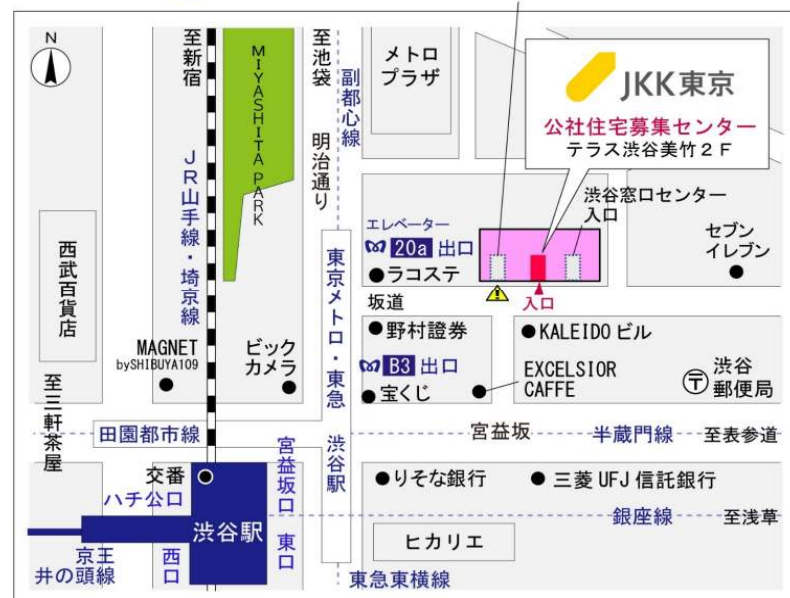 N
至新宿
MIYASHITA PARK
至池袋
副都心線
明治通り
メトロ
プラザ
JKK東京
公社住宅募集センター
テラス渋谷美竹2F
JR山手線・埼京線
渋谷窓口センター
入口
セブン
イレブン
エレベーター
20a 出口
ラコステ
西武百貨店
東京メトロ・東急 渋谷駅
坂道
入口
野村證券
KALEIDO ビル
MAGNET
bySHIBUYA109
ビック
カメラ
B3 出口
宝くじ
EXCELSIOR
CAFFE
渋谷
郵便局
至三軒茶屋
田園都市線
宮益坂
半蔵門線
至表参道
交番
ハチ公口
宮益坂口
りそな銀行
三菱UFJ信託銀行
渋谷駅
銀座線
至浅草
京王
井の頭線
西口
東口
ヒカリエ
東急東横線